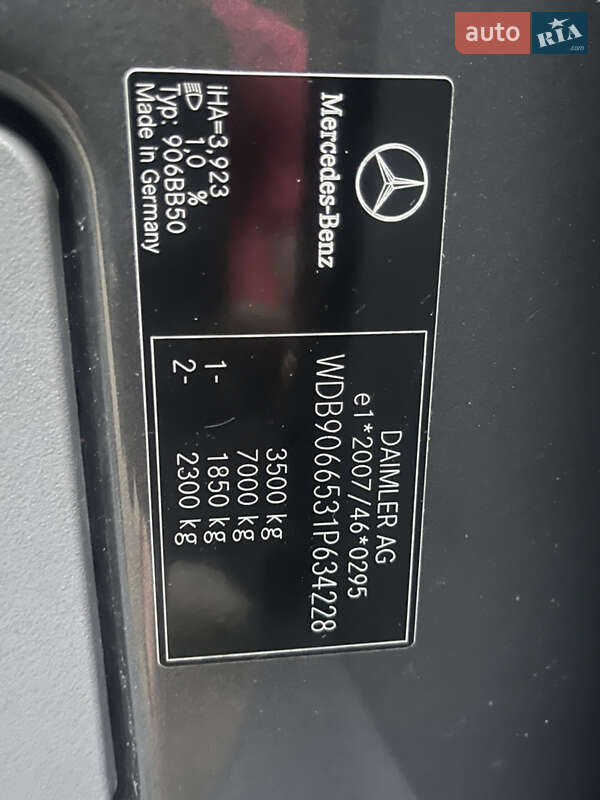 auto RIA
.com
Mercedes-Benz
iHA=3,923
1,0 %
Typ: 906BB50
Made in Germany
DAIMLER AG
e1*2007/46*0295
WDB9066531P634228
3500 kg
7000 kg
1- 1850 kg
2- 2300 kg